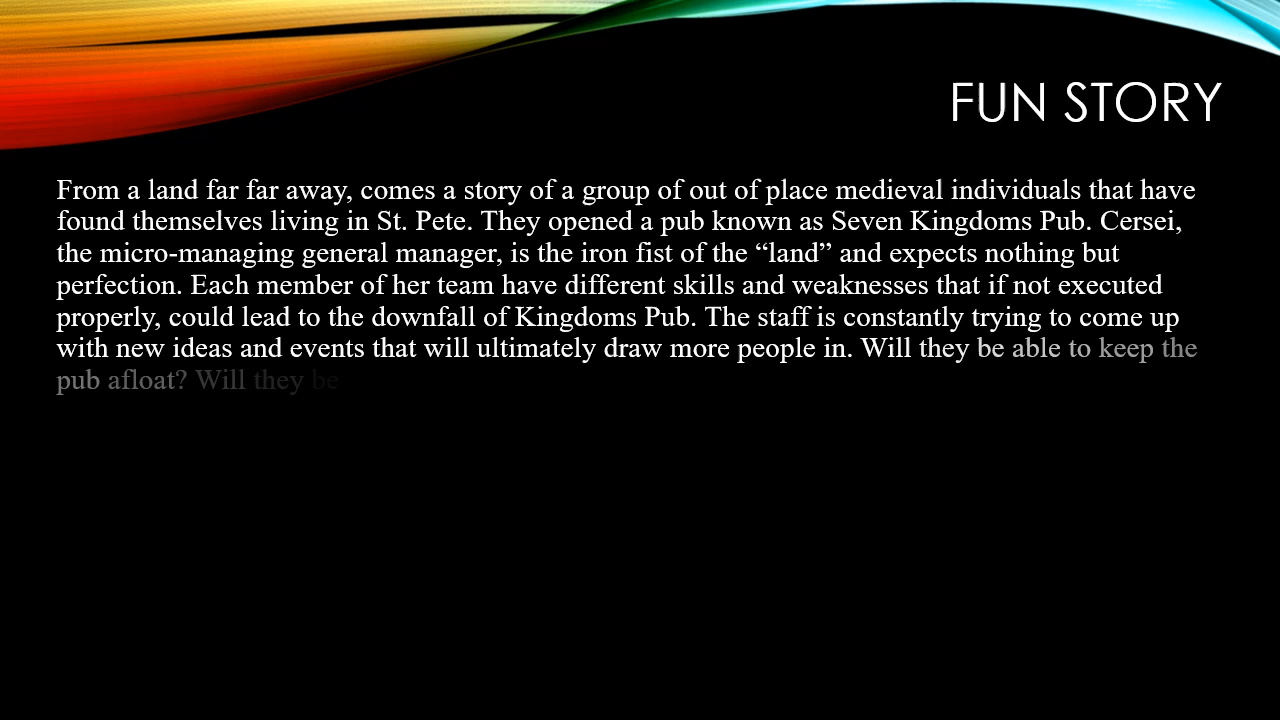 FUN STORY
From a land far far away, comes a story of a group of out of place medieval individuals that have
found themselves living in St. Pete. They opened a pub known as Seven Kingdoms Pub. Cersei,
the micro-managing general manager, is the iron fist of the “land” and expects nothing but
perfection. Each member of her team have different skills and weaknesses that if not executed
properly, could lead to the downfall of Kingdoms Pub. The staff is constantly trying to come up
with new ideas and events that will ultimately draw more people in. Will they be able to keep the
pub afloat? Will they be